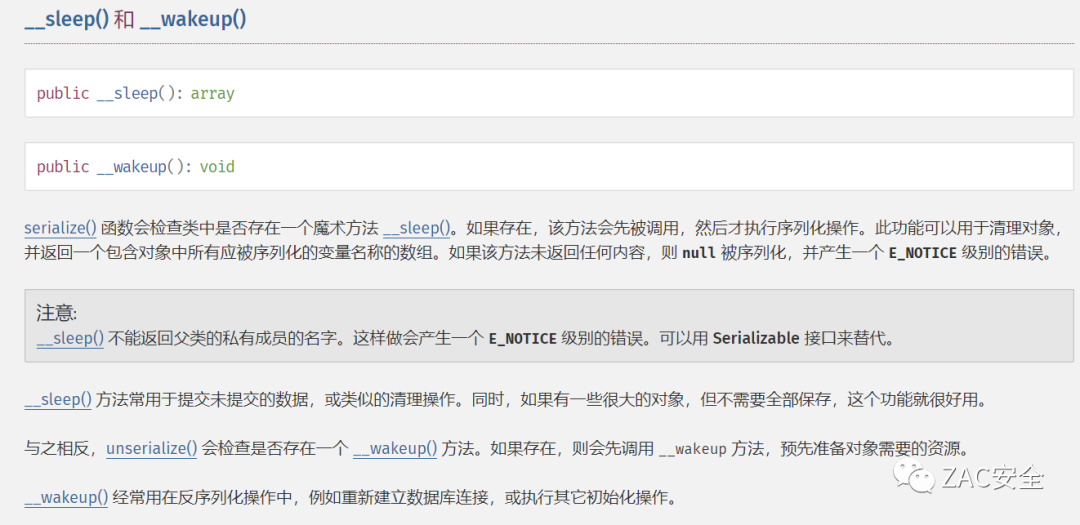 __sleep() 和 __wakeup()
public __sleep(): array
public __wakeup(): void
serialize() 函数会检查类中是否存在一个魔术方法 __sleep()。如果存在，该方法会先被调用，然后才执行序列化操作。此功能可以用于清理对象，
并返回一个包含对象中所有应被序列化的变量名称的数组。如果该方法未返回任何内容，则 null 被序列化，并产生一个 E_NOTICE 级别的错误。
注意:
__sleep() 不能返回父类的私有成员的名字。这样做会产生一个 E_NOTICE 级别的错误。可以用 Serializable 接口来替代。
__sleep() 方法常用于提交未提交的数据，或类似的清理操作。同时，如果有一些很大的对象，但不需要全部保存，这个功能就很好用。
与之相反，unserialize() 会检查是否存在一个 __wakeup() 方法。如果存在，则会先调用 __wakeup 方法，预先准备对象需要的资源。
__wakeup() 经常用在反序列化操作中，例如重新建立数据库连接，或执行其它初始化操作。
ZAC安全